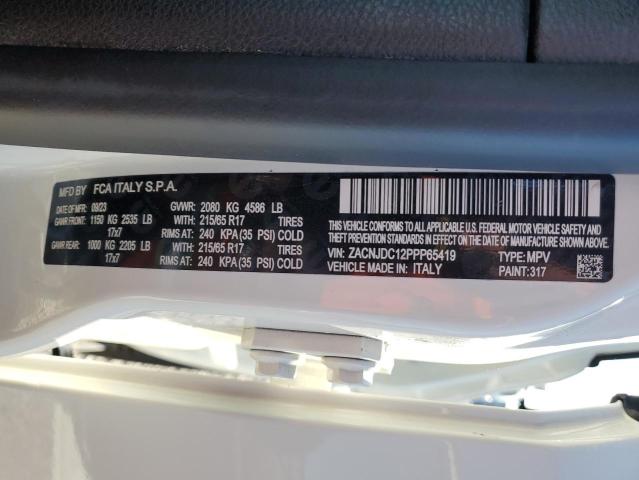 MFD BY FCA ITALY S.P.A.
DATE OF MFR: 09/23 GVWR: 2080 KG 4586 LB
GAWR FRONT: 1150 KG 2535 LB WITH: 215/65 R17 TIRES
17x7 RIMS AT: 240 KPA(35 PSI) COLD
GAWR REAR: 1000 KG 2205 LB WITH: 215/65 R17 TIRES
17x7 RIMS AT: 240 KPA(35 PSI) COLD
THIS VEHICLE CONFORMS TO ALL APPLICABLE U.S. FEDERAL MOTOR VEHICLE
SAFETY STANDARDS IN EFFECT ON THE DATE OF MANUFACTURE SHOWN ABOVE.
VIN: ZACNJDC12PPP65419 TYPE: MPV
VEHICLE MADE IN: ITALY PAINT: 317